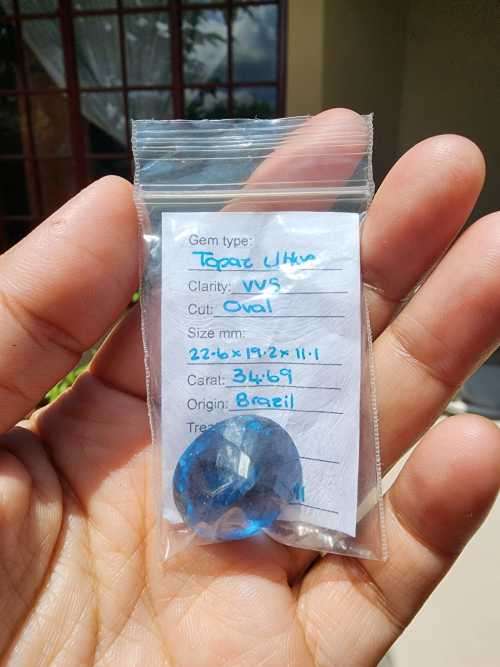 Gem type:
Topaz
Clarity: VVS
Cut: Oval
Size mm:
22.6 x 19.2 x 11.1
Carat: 34.69
Origin: Brazil